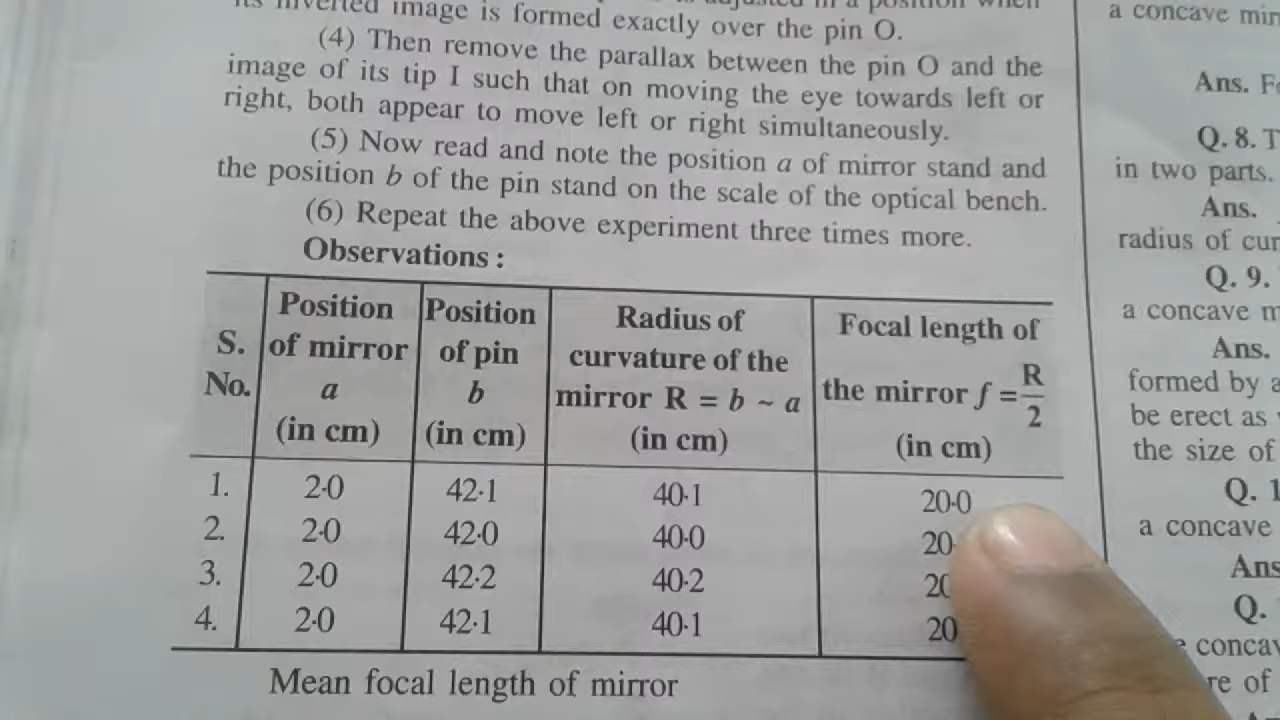 its inverted image is formed exactly over the pin O.
(4) Then remove the parallax between the pin O and the
image of its tip I such that on moving the eye towards left or
right, both appear to move left or right simultaneously.
(5) Now read and note the position a of mirror stand and
the position b of the pin stand on the scale of the optical bench.
(6) Repeat the above experiment three times more.
Observations :
S. No. | Position of mirror a (in cm) | Position of pin b (in cm) | Radius of curvature of the mirror R = b ~ a (in cm) | Focal length of the mirror f = R/2 (in cm)
1. 2·0 42·1 40·1 20·0
2. 2·0 42·0 40·0 20·
3. 2·0 42·2 40·2
4. 2·0 42·1 40·1 20
Mean focal length of mirror
a concave
Ans.
Q. 8.
in two parts.
Ans.
radius of
Q. 9.
a concave
Ans.
formed by
be erect as
the size of
Q.
a concave
Ans
Q.
of